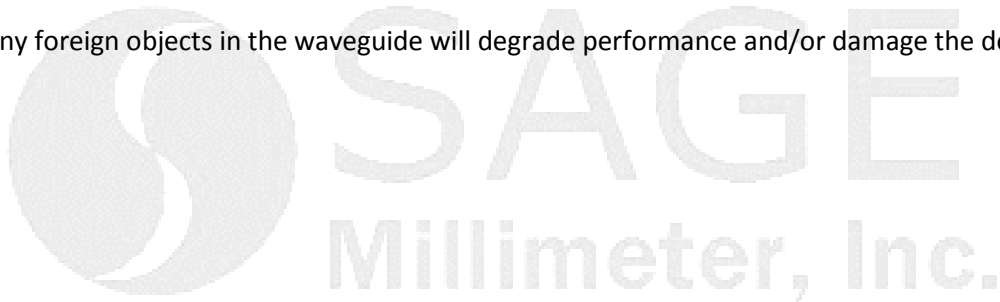 ny foreign objects in the waveguide will degrade performance and/or damage the de
SAGE
Millimeter, Inc.